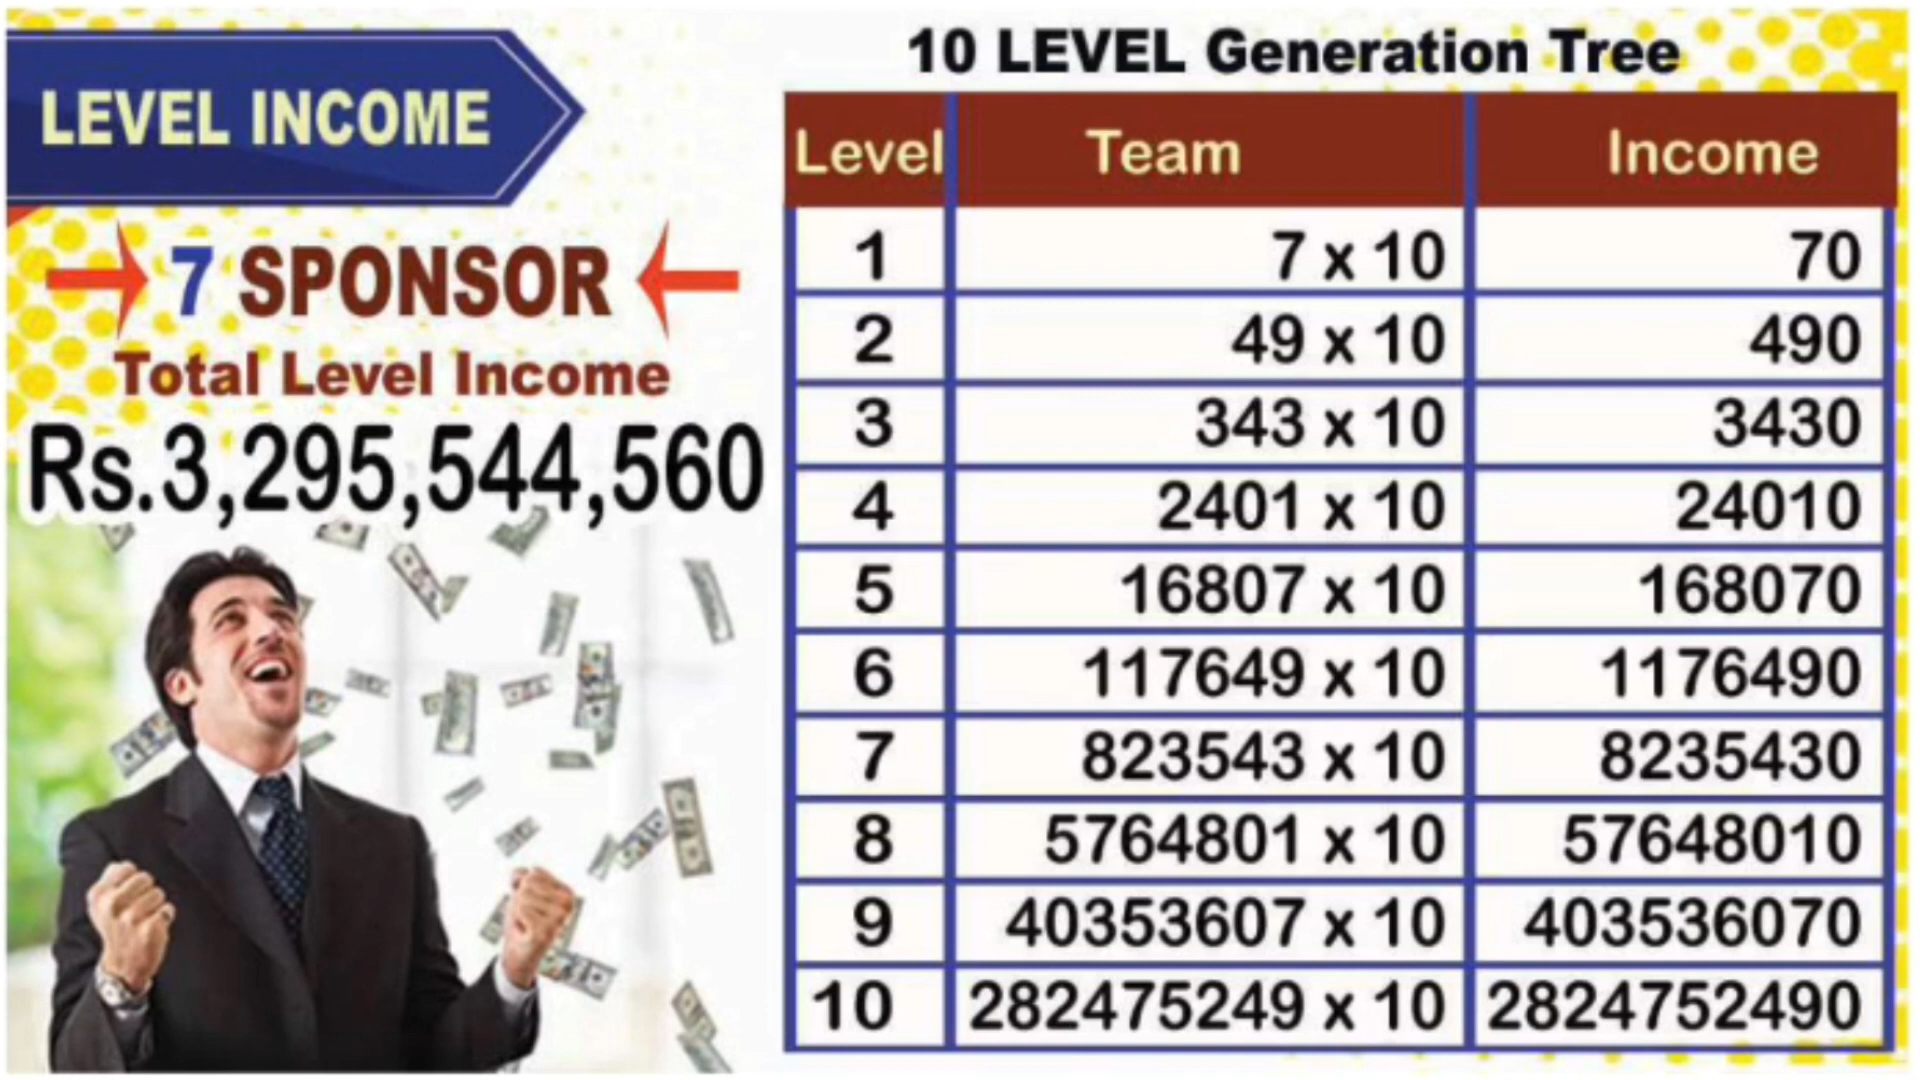 LEVEL INCOME
7 SPONSOR
Total Level Income
Rs.3,295,544,560
10 LEVEL Generation Tree
Level Team Income
1 7 x 10 70
2 49 x 10 490
3 343 x 10 3430
4 2401 x 10 24010
5 16807 x 10 168070
6 117649 x 10 1176490
7 823543 x 10 8235430
8 5764801 x 10 57648010
9 40353607 x 10 403536070
10 282475249 x 10 2824752490